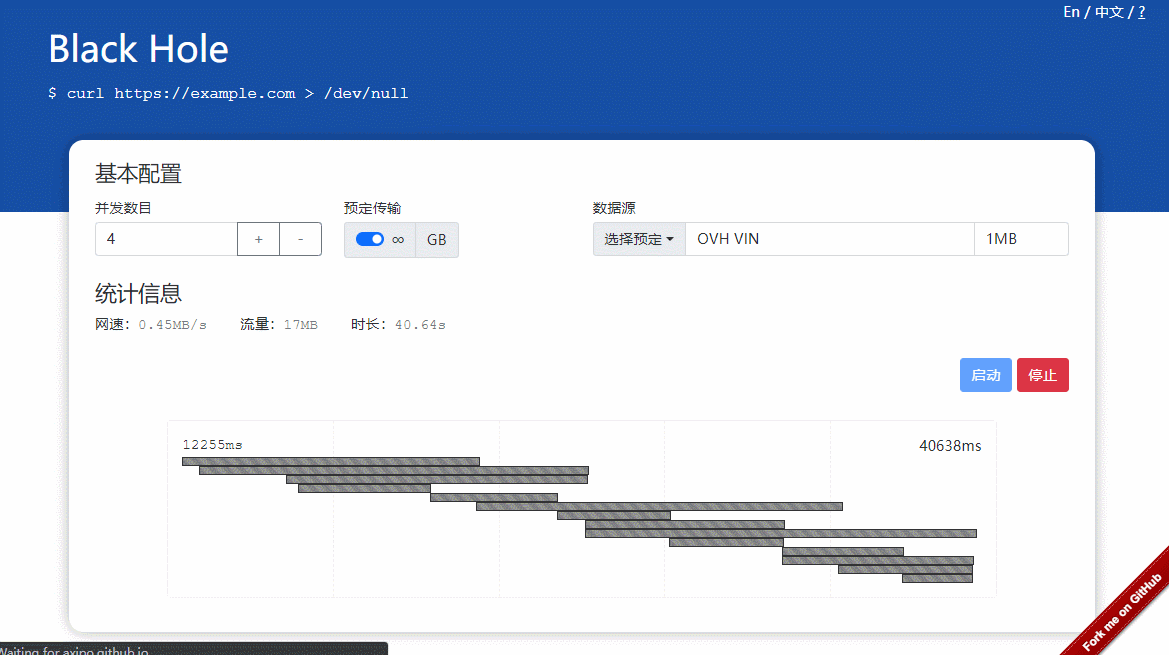 En / 中文 / ?
Black Hole
$ curl https://example.com > /dev/null
基本配置
并发数目 预定传输 数据源
4 + - ∞ GB 选择预定 OVH VIN 1MB
统计信息
网速: 0.45MB/s 流量: 17MB 时长: 40.64s
启动 停止
12255ms 40638ms
Fork me on GitHub
Waiting for axipo.github.io